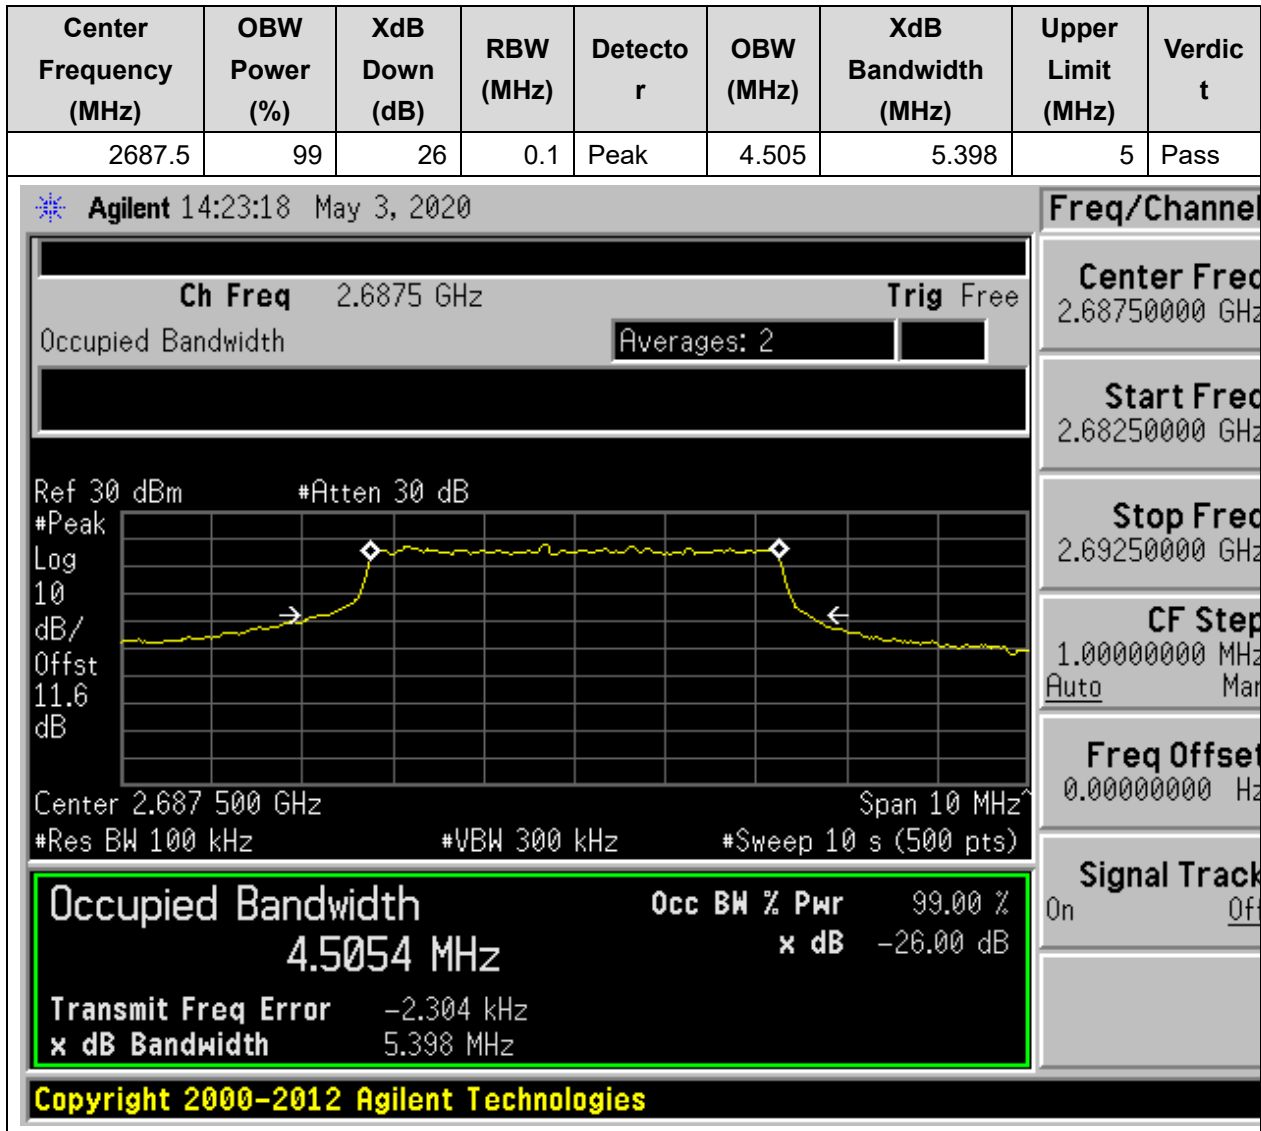 Center Frequency (MHz) OBW Power (%) XdB Down (dB) RBW (MHz) Detector OBW (MHz) XdB Bandwidth (MHz) Upper Limit (MHz) Verdict
2687.5 99 26 0.1 Peak 4.505 5.398 5 Pass
Agilent 14:23:18 May 3, 2020
Freq/Channel
Ch Freq 2.6875 GHz Trig Free
Occupied Bandwidth Averages: 2
Center Freq
2.68750000 GHz
Start Freq
2.68250000 GHz
Stop Freq
2.69250000 GHz
CF Step
1.00000000 MHz
Auto Man
Freq Offset
0.00000000 Hz
Signal Track
On Off
Ref 30 dBm #Atten 30 dB
#Peak
Log
10
dB/
Offst
11.6
dB
Center 2.687 500 GHz Span 10 MHz^
#Res BW 100 kHz #VBW 300 kHz #Sweep 10 s (500 pts)
Occupied Bandwidth Occ BW % Pwr 99.00 %
4.5054 MHz x dB -26.00 dB
Transmit Freq Error -2.304 kHz
x dB Bandwidth 5.398 MHz
Copyright 2000-2012 Agilent Technologies